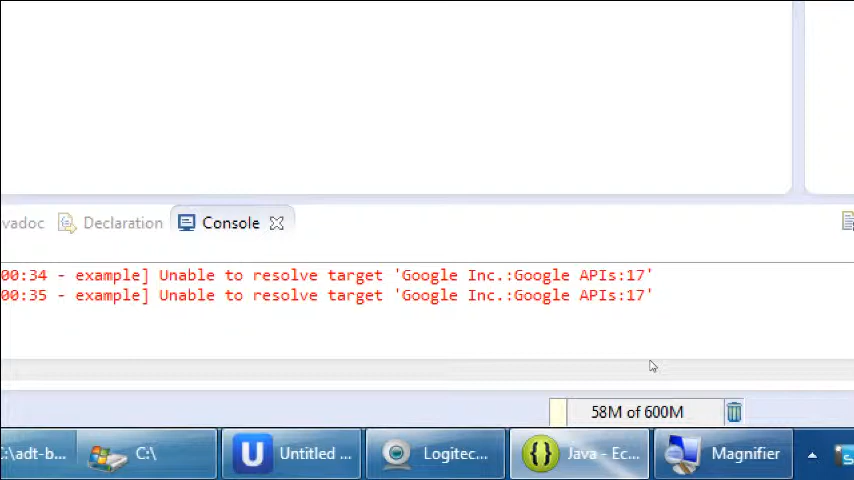 vadoc Declaration Console
00:34 - example] Unable to resolve target 'Google Inc.:Google APIs:17'
00:35 - example] Unable to resolve target 'Google Inc.:Google APIs:17'
58M of 600M
C:\adt-b... C:\ U Untitled ... Logitec... {} Java - Ec... Magnifier S